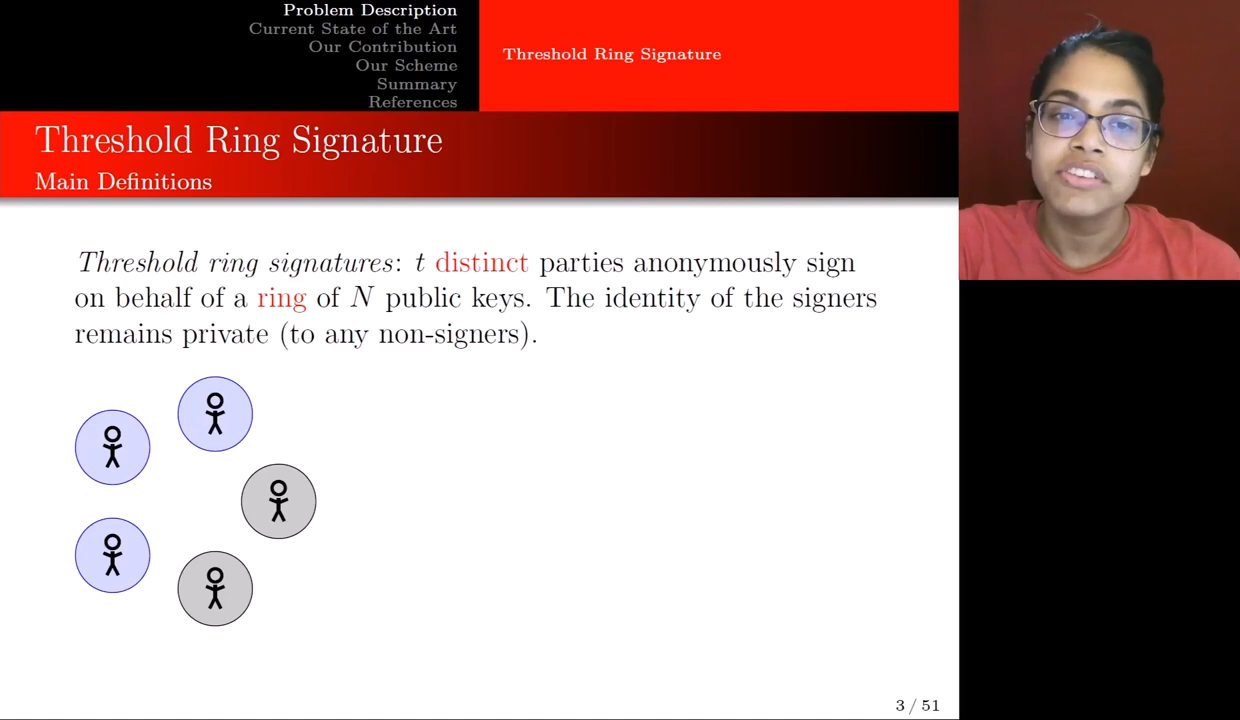 Problem Description
Current State of the Art
Our Contribution
Our Scheme
Summary
References
Threshold Ring Signature
Threshold Ring Signature
Main Definitions
Threshold ring signatures: t distinct parties anonymously sign
on behalf of a ring of N public keys. The identity of the signers
remains private (to any non-signers).
3 / 51